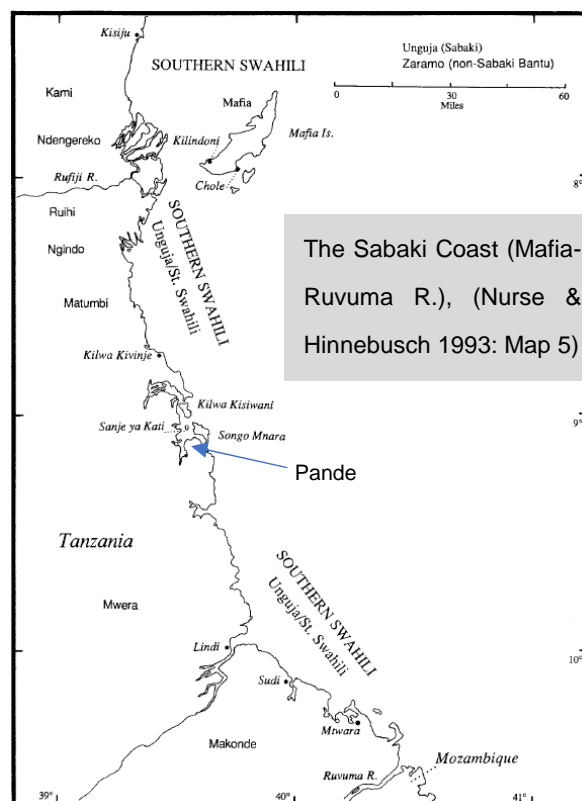 Kisiju
SOUTHERN SWAHILI
Unguja (Sabaki)
Zaramo (non-Sabaki Bantu)
0 30 60
Miles
Kami
Mafia
Mafia Is.
Ndengereko
Kilindoni
Rufiji R.
Chole
8°
Ruihi
Ngindo
SOUTHERN SWAHILI
Unguja/St. Swahili
The Sabaki Coast (Mafia-
Ruvuma R.), (Nurse &
Hinnebusch 1993: Map 5)
Matumbi
Kilwa Kivinje
Kilwa Kisiwani
9°
Sanje ya Kati
Songo Mnara
Pande
Tanzania
SOUTHERN SWAHILI
Unguja/St. Swahili
Mwera
Lindi
10°
Sudi
Mtwara
Makonde
Mozambique
Ruvuma R.
39° 40° 41°